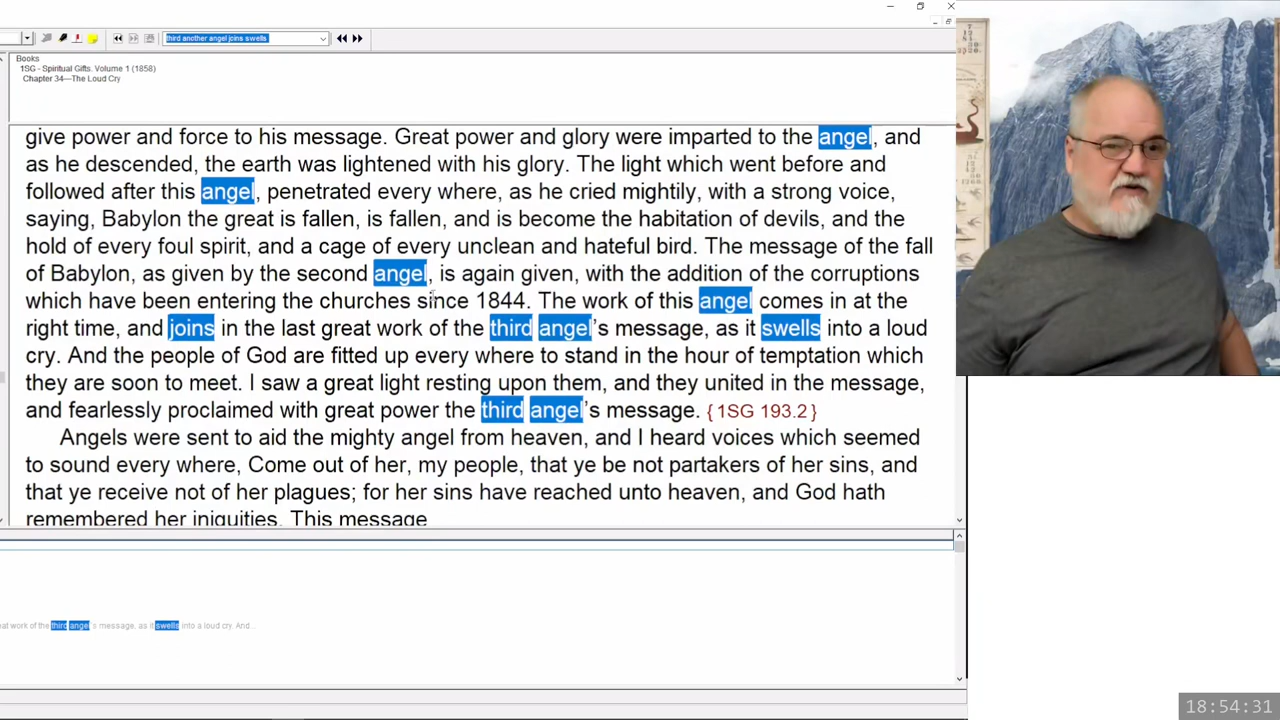 third another angel joins swells
Books
1SG - Spiritual Gifts. Volume 1 (1858)
Chapter 34—The Loud Cry
give power and force to his message. Great power and glory were imparted to the angel, and
as he descended, the earth was lightened with his glory. The light which went before and
followed after this angel, penetrated every where, as he cried mightily, with a strong voice,
saying, Babylon the great is fallen, is fallen, and is become the habitation of devils, and the
hold of every foul spirit, and a cage of every unclean and hateful bird. The message of the fall
of Babylon, as given by the second angel, is again given, with the addition of the corruptions
which have been entering the churches since 1844. The work of this angel comes in at the
right time, and joins in the last great work of the third angel’s message, as it swells into a loud
cry. And the people of God are fitted up every where to stand in the hour of temptation which
they are soon to meet. I saw a great light resting upon them, and they united in the message,
and fearlessly proclaimed with great power the third angel’s message. {1SG 193.2}
Angels were sent to aid the mighty angel from heaven, and I heard voices which seemed
to sound every where, Come out of her, my people, that ye be not partakers of her sins, and
that ye receive not of her plagues; for her sins have reached unto heaven, and God hath
remembered her iniquities. This message
work of the third angel’s message, as it swells into a loud cry. And ...
18:54:31